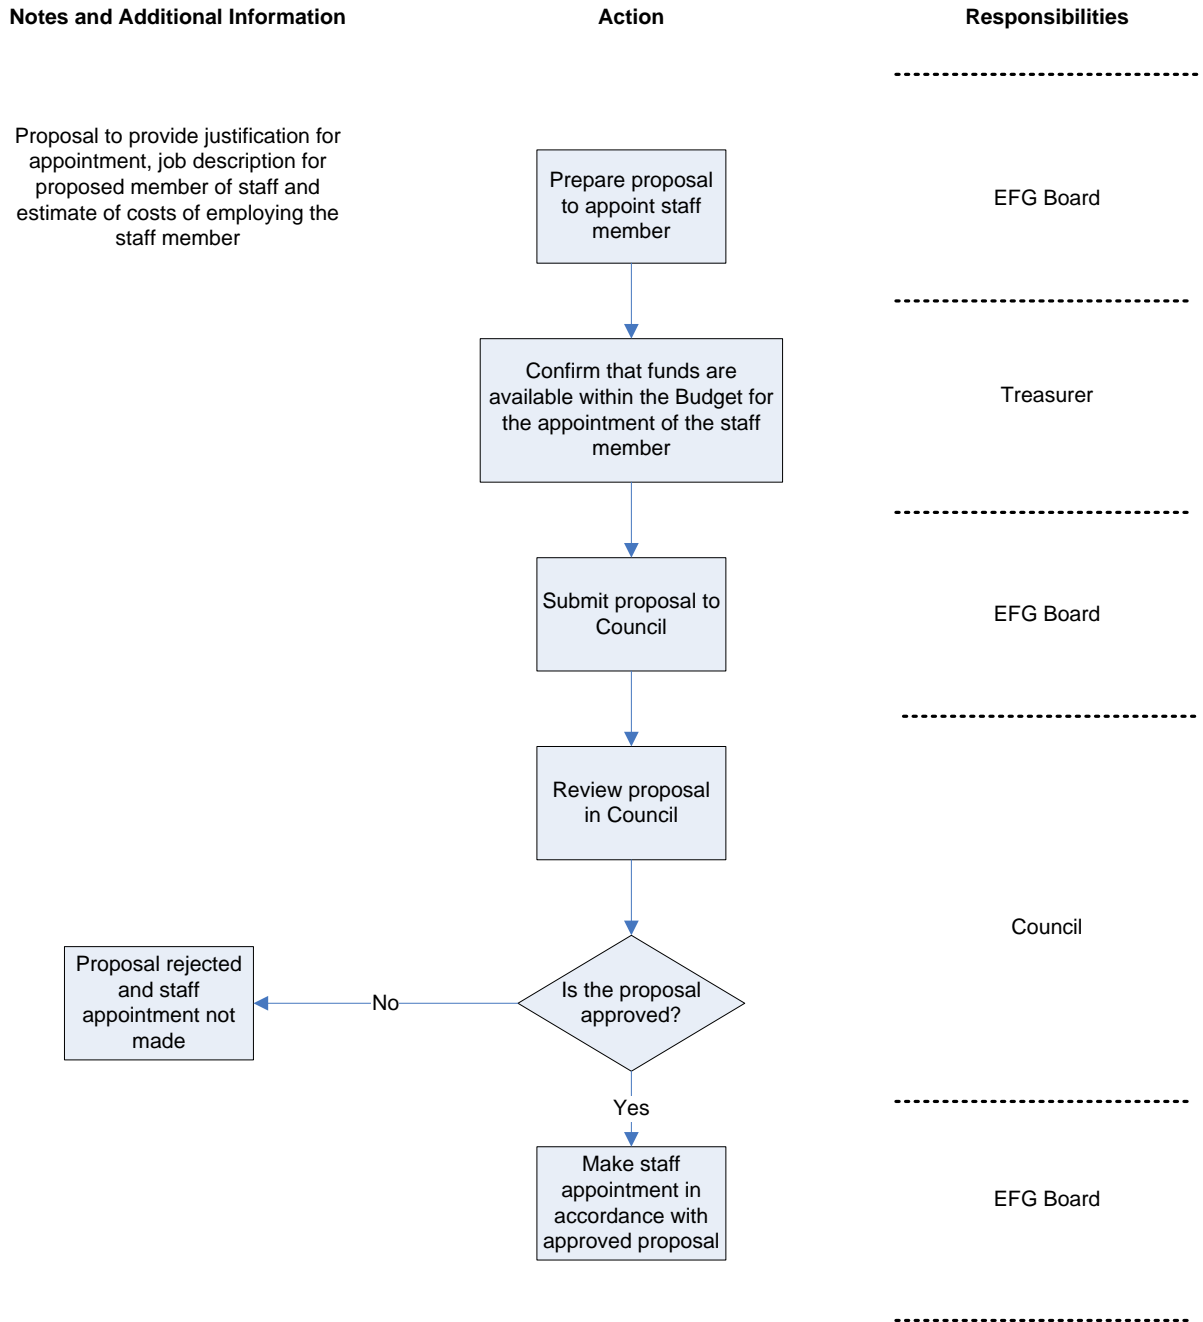 Notes and Additional Information
Action
Responsibilities
Proposal to provide justification for
appointment, job description for
proposed member of staff and
estimate of costs of employing the
staff member
Prepare proposal
to appoint staff
member
EFG Board
Confirm that funds are
available within the Budget for
the appointment of the staff
member
Treasurer
Submit proposal to
Council
EFG Board
Review proposal
in Council
Council
Is the proposal
approved?
No
Proposal rejected
and staff
appointment not
made
Yes
Make staff
appointment in
accordance with
approved proposal
EFG Board